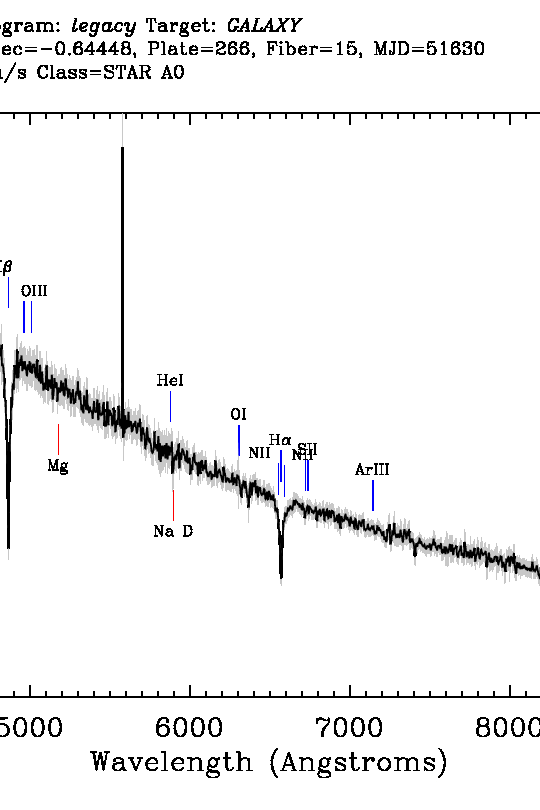 gram: legacy Target: GALAXY
ec=−0.64448, Plate=266, Fiber=15, MJD=51630
/s Class=STAR A0
β
OIII
HeI
OI
Hα
NII
SII
NII
ArIII
Mg
Na D
5000 6000 7000 8000
Wavelength (Angstroms)